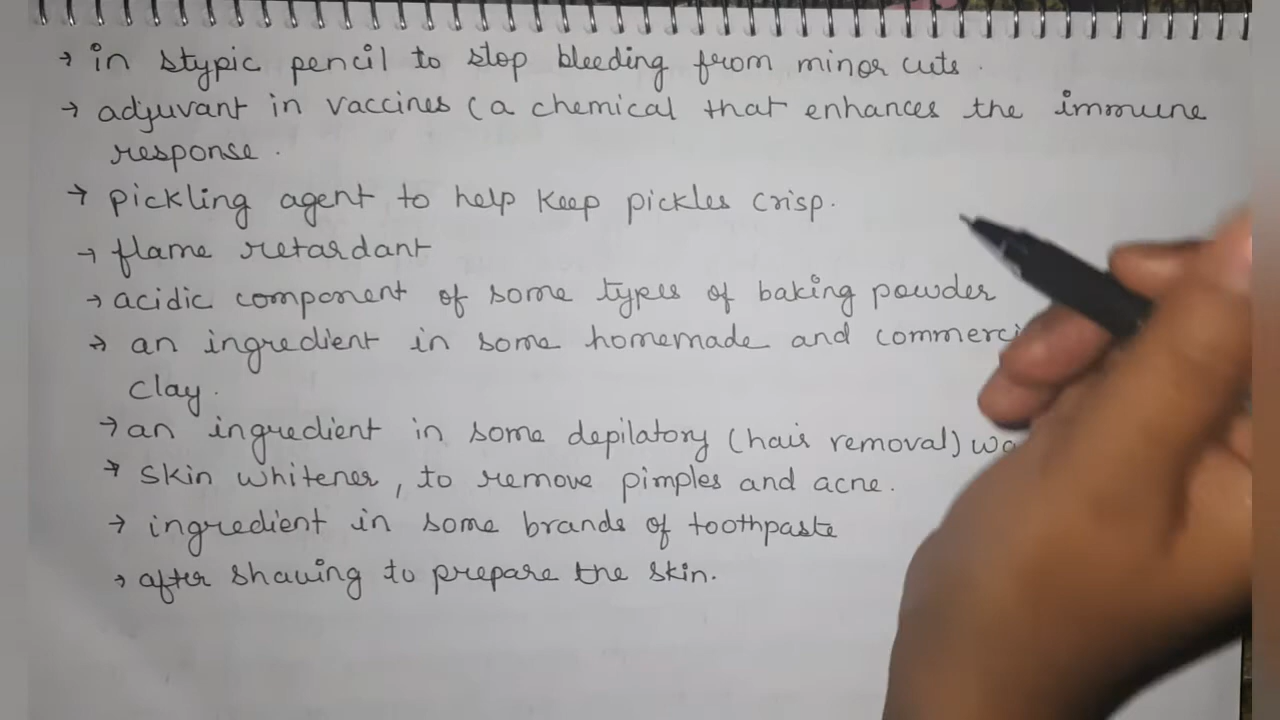 → in stypic pencil to stop bleeding from minor cuts.
→ adjuvant in vaccines (a chemical that enhances the immune
response.
→ pickling agent to help keep pickles crisp.
→ flame retardant
→ acidic component of some types of baking powder
→ an ingredient in some homemade and
clay.
→ an ingredient in some depilatory (hair removal)
→ skin whitener, to remove pimples and acne.
→ ingredient in some brands of toothpaste
→ after shaving to prepare the skin.